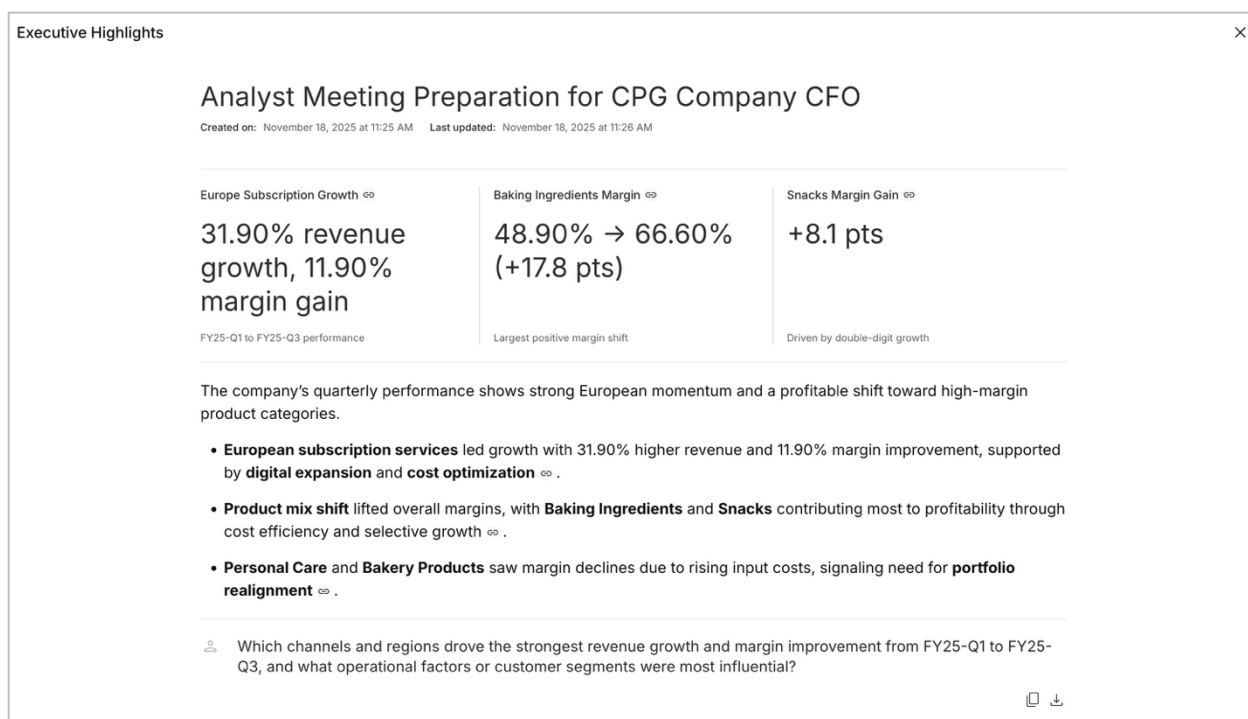 Executive Highlights
Analyst Meeting Preparation for CPG Company CFO
Created on: November 18, 2025 at 11:25 AM Last updated: November 18, 2025 at 11:26 AM
Europe Subscription Growth
31.90% revenue
growth, 11.90%
margin gain
FY25-Q1 to FY25-Q3 performance
Baking Ingredients Margin
48.90% → 66.60%
(+17.8 pts)
Largest positive margin shift
Snacks Margin Gain
+8.1 pts
Driven by double-digit growth
The company's quarterly performance shows strong European momentum and a profitable shift toward high-margin
product categories.
• European subscription services led growth with 31.90% higher revenue and 11.90% margin improvement, supported
by digital expansion and cost optimization .
• Product mix shift lifted overall margins, with Baking Ingredients and Snacks contributing most to profitability through
cost efficiency and selective growth .
• Personal Care and Bakery Products saw margin declines due to rising input costs, signaling need for portfolio
realignment .
Which channels and regions drove the strongest revenue growth and margin improvement from FY25-Q1 to FY25-
Q3, and what operational factors or customer segments were most influential?